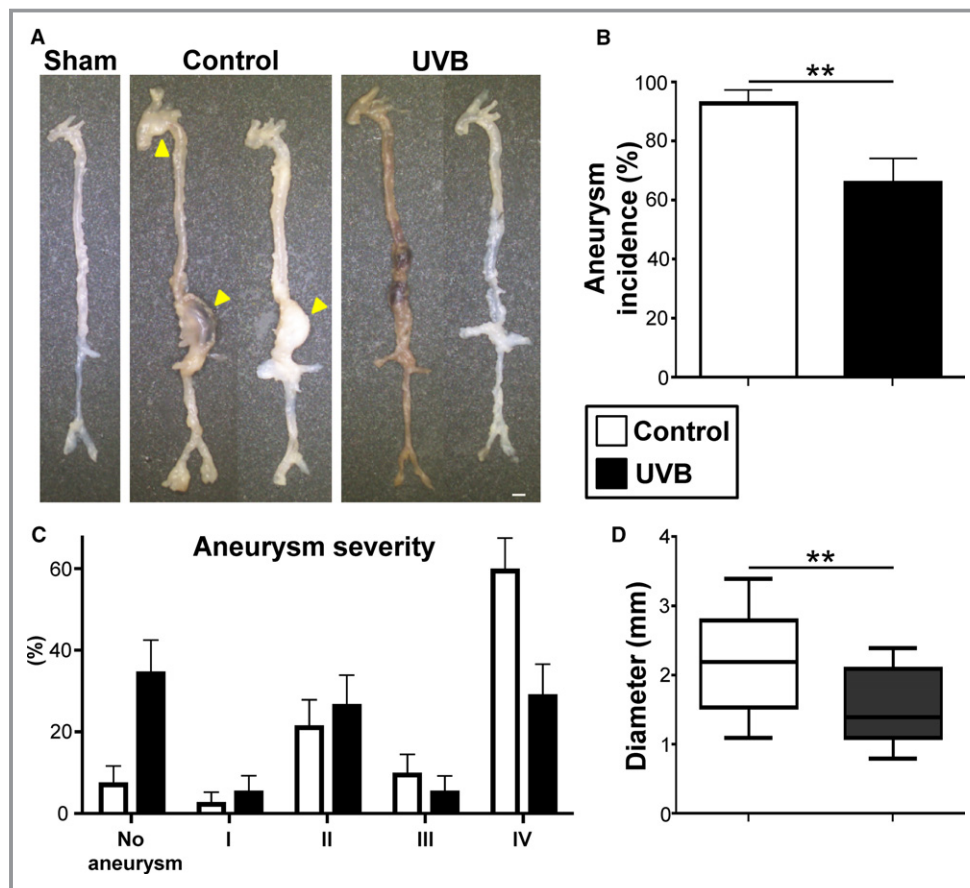 A
Sham
Control
UVB
B
**
Aneurysm
incidence (%)
100
80
60
40
20
0
Control
UVB
C
Aneurysm severity
(%)
60
40
20
0
No
aneurysm
I
II
III
IV
D
**
Diameter (mm)
4
3
2
1
0